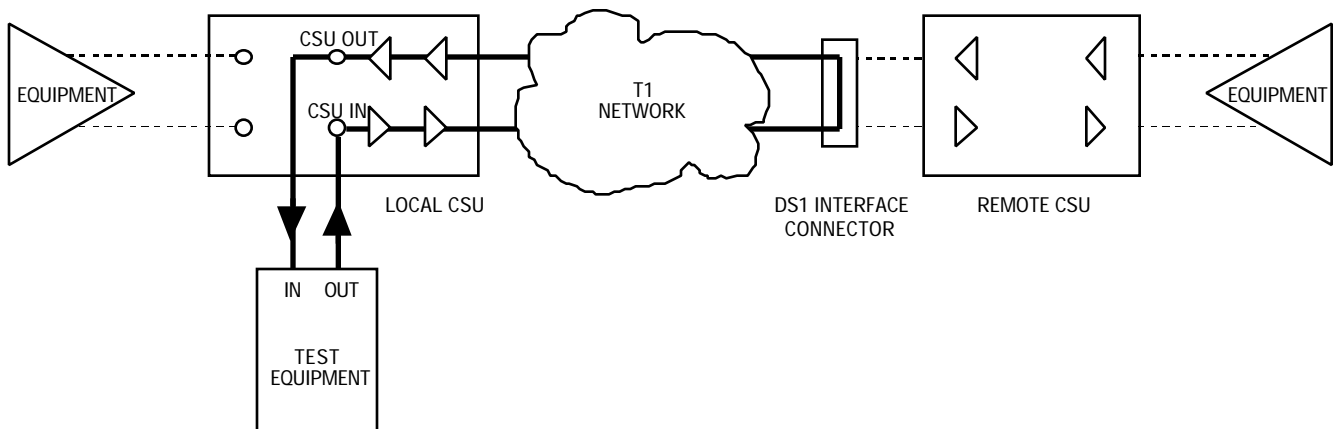 CSU OUT
EQUIPMENT
CSU IN
T1
NETWORK
EQUIPMENT
LOCAL CSU
DS1 INTERFACE
CONNECTOR
REMOTE CSU
IN OUT
TEST
EQUIPMENT